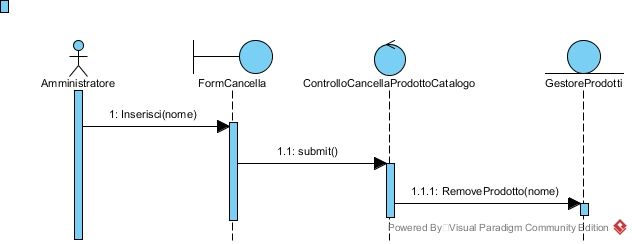 Amministratore
FormCancella
ControlloCancellaProdottoCatalogo
GestoreProdotti
1: Inserisci(nome)
1.1: submit()
1.1.1: RemoveProdotto(nome)
Powered By Visual Paradigm Community Edition